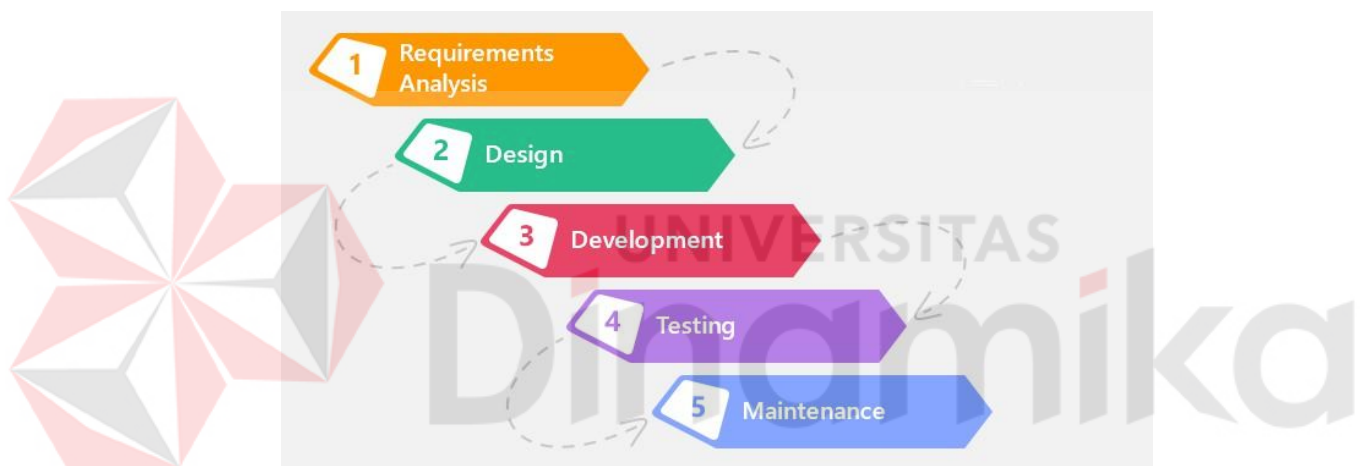 1
Requirements
Analysis
2
Design
3
Development
4
Testing
5
Maintenance
UNIVERSITAS
Dinamika